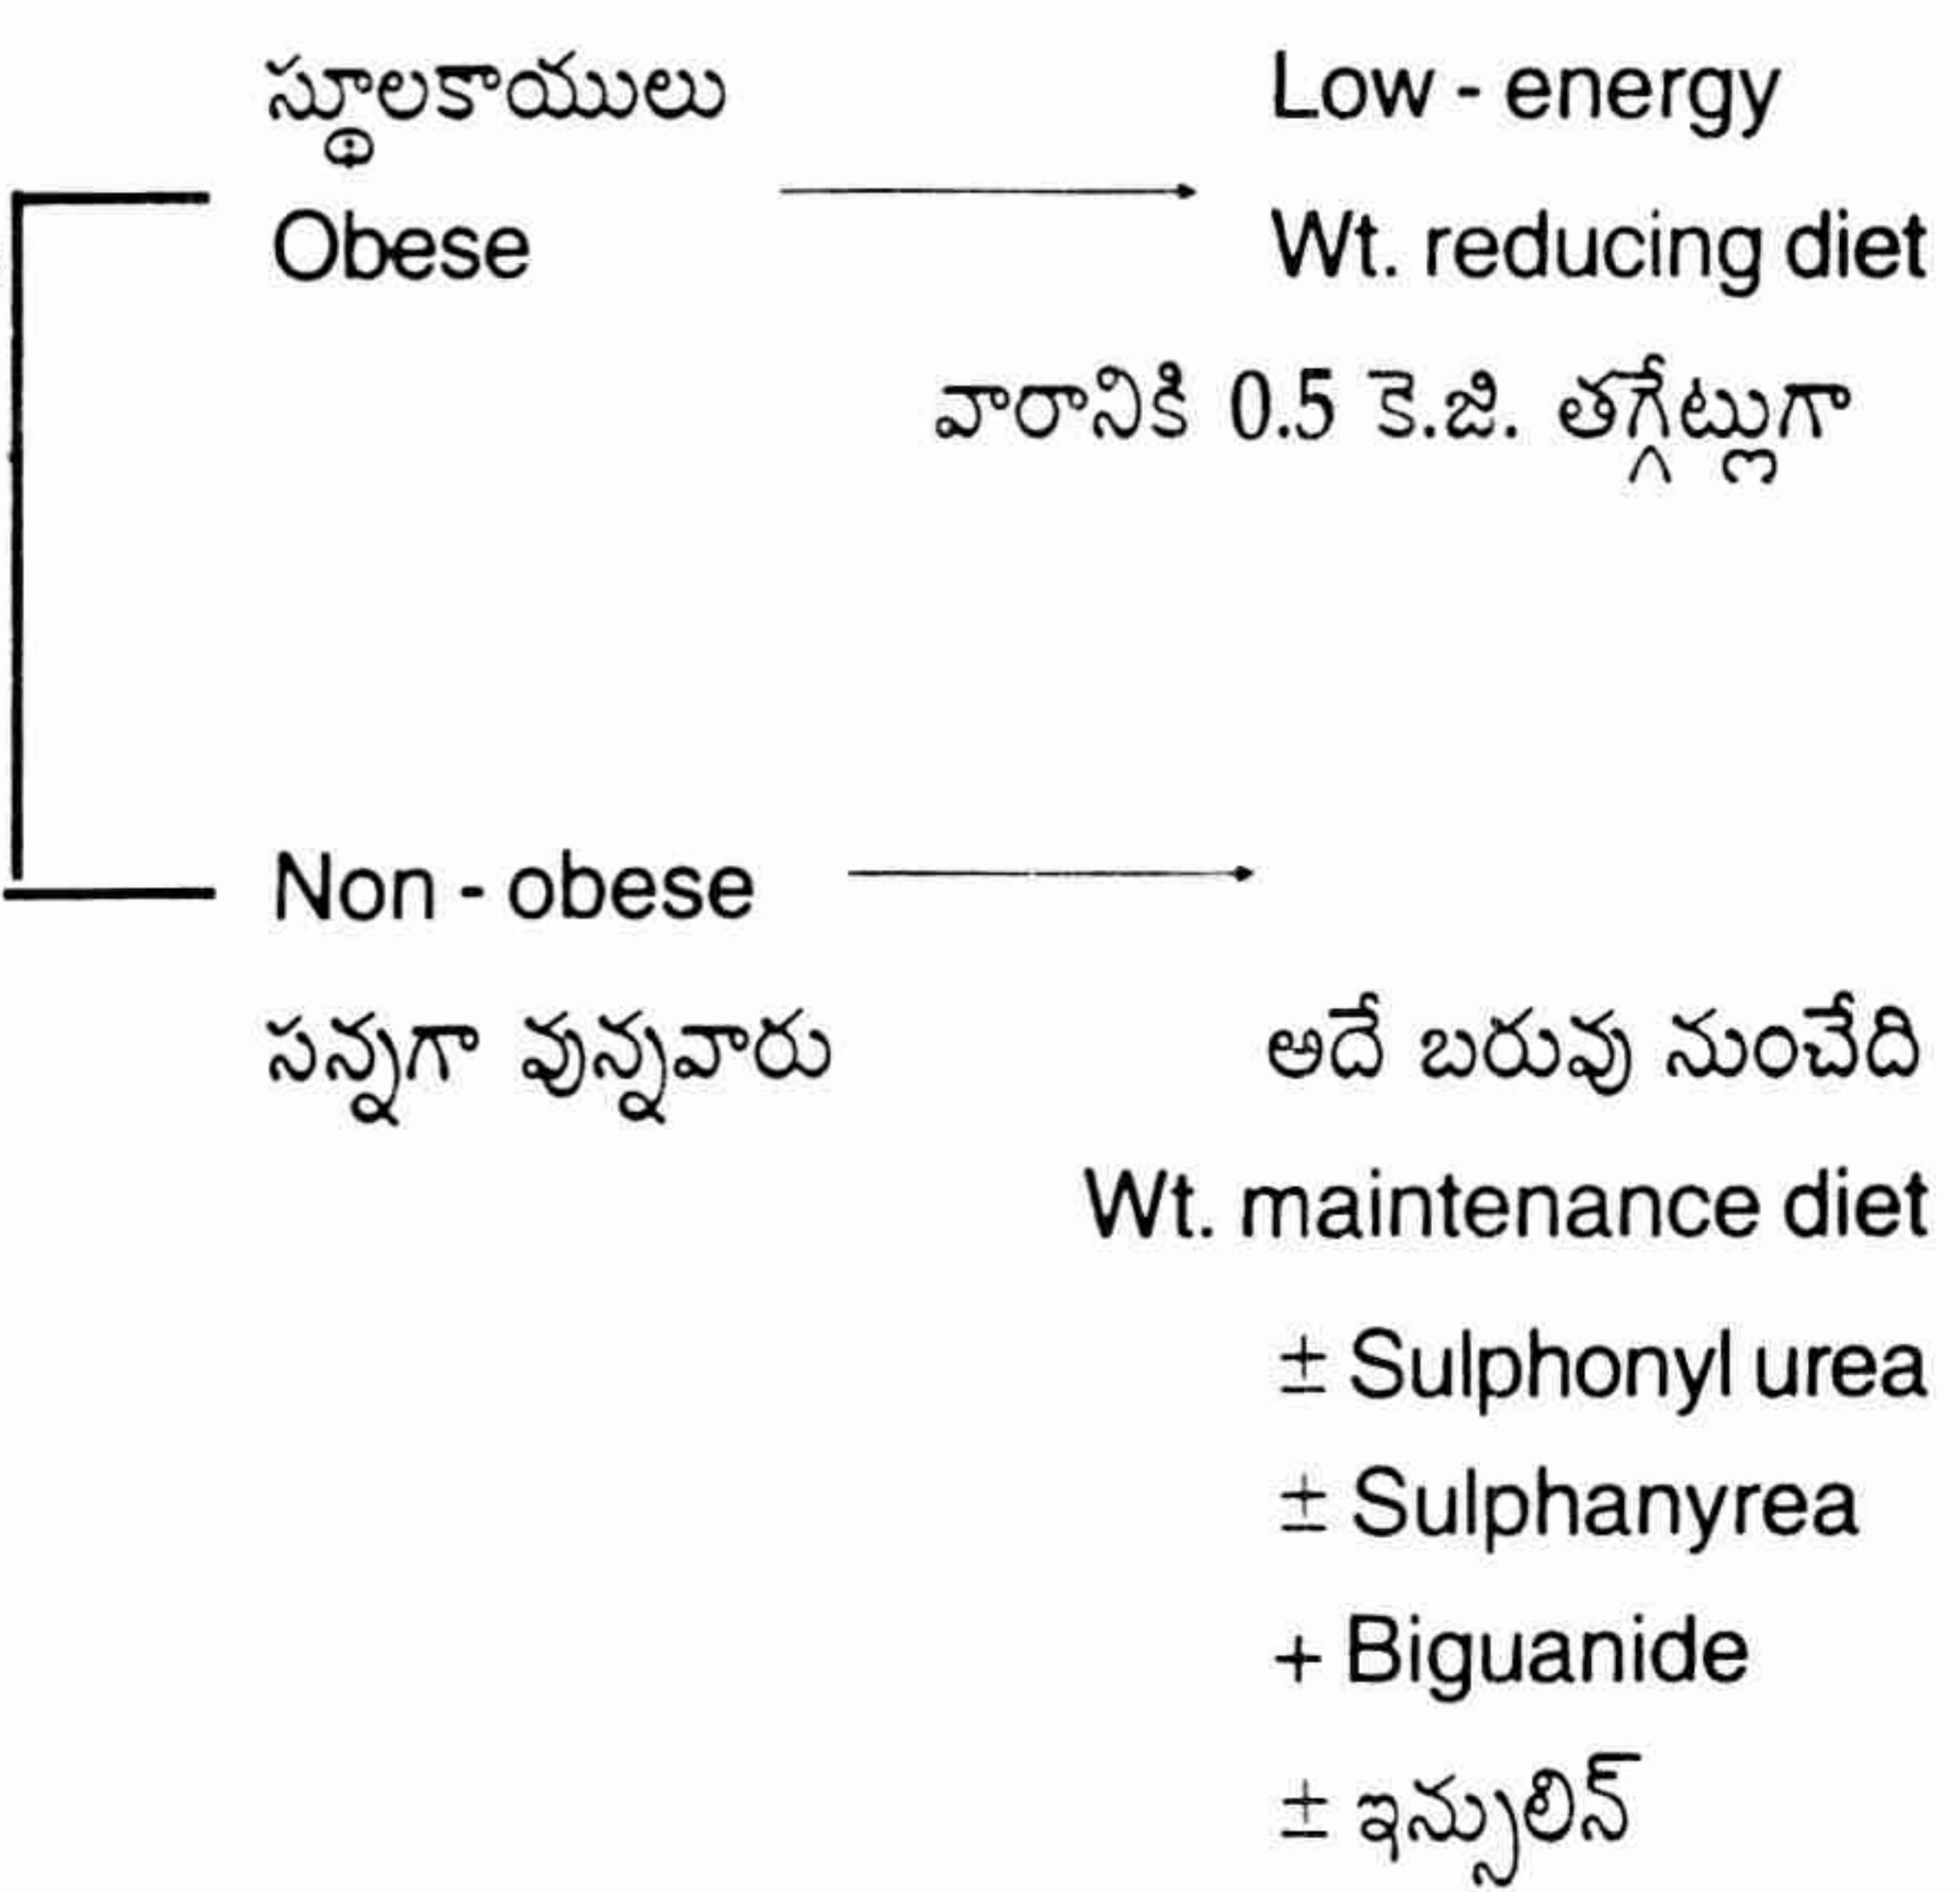 స్థూలకాయులు
Low - energy
Obese
Wt. reducing diet
వారానికి 0.5 కె.జి. తగ్గేట్లుగా
Non - obese
సన్నగా వున్నవారు
అదే బరువు నుంచేది
Wt. maintenance diet
± Sulphonyl urea
± Sulphanyrea
+ Biguanide
± ఇన్సులిన్